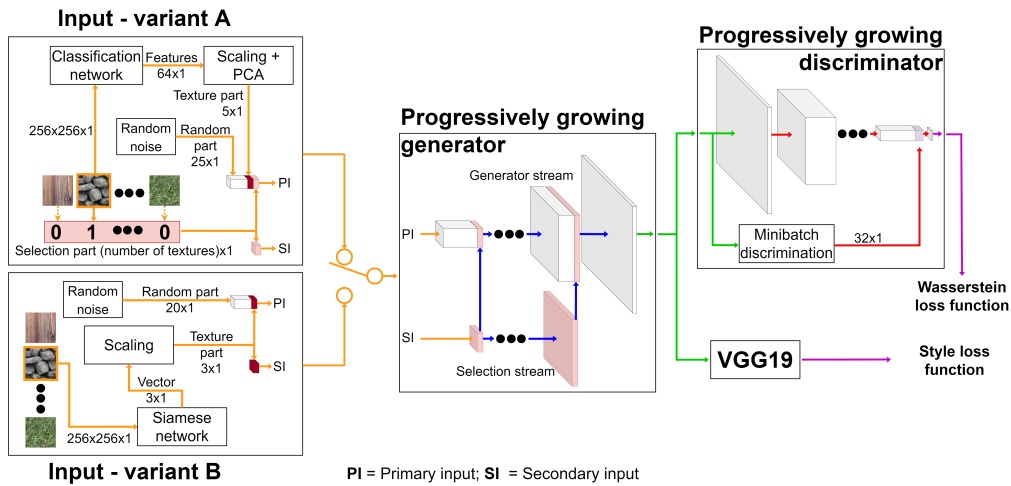 Input - variant A
Classification
network
Features
64x1
Scaling +
PCA
Texture part
5x1
256x256x1
Random
noise
Random
part
25x1
PI
0 1 0
Selection part (number of textures)x1
SI
Random
noise
Random part
20x1
PI
Scaling
Texture
part
3x1
SI
Vector
3x1
Siamese
network
256x256x1
Input - variant B
Progressively growing
generator
Generator stream
PI
SI
Selection stream
Progressively growing
discriminator
Minibatch
discrimination
32x1
Wasserstein
loss function
VGG19
Style loss
function
PI = Primary input; SI = Secondary input